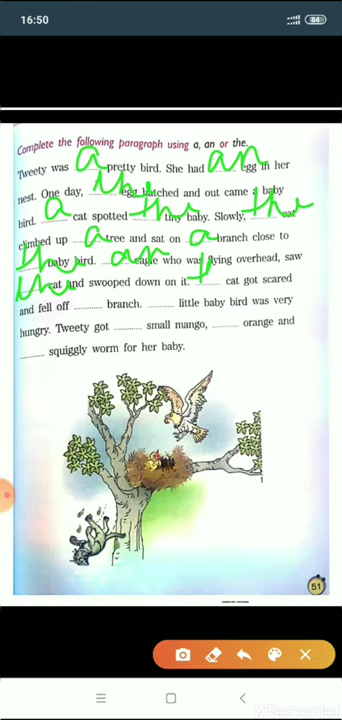 16:50
84
Complete the following paragraph using a, an or the.
Tweety was a pretty bird. She had an egg in her
nest. One day, the egg hatched and out came a baby
bird. a cat spotted the tiny baby. Slowly, the cat
climbed up a tree and sat on a branch close to
the baby bird. an eagle who was flying overhead, saw
the cat and swooped down on it. ........ cat got scared
and fell off ........ branch. ........ little baby bird was very
hungry. Tweety got ........ small mango, ........ orange and
........ squiggly worm for her baby.
51